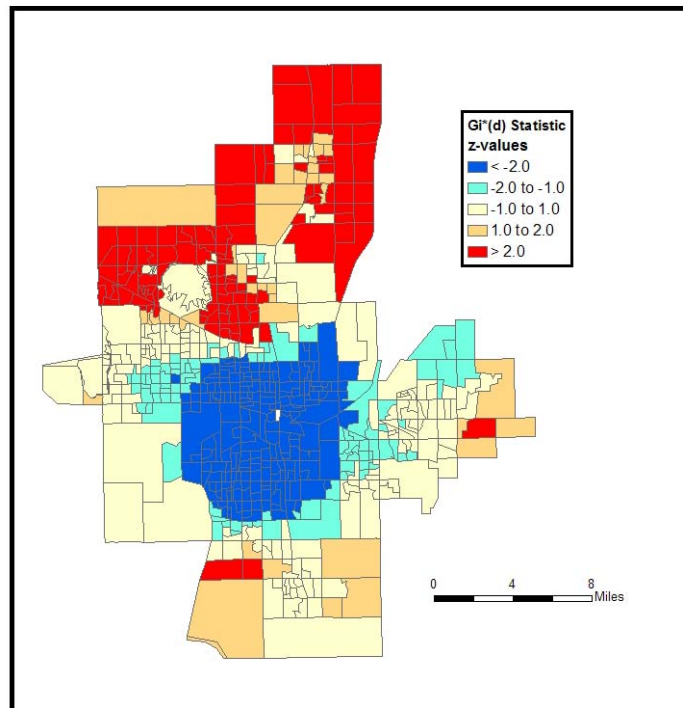 Gi*(d) Statistic
z-values
< -2.0
-2.0 to -1.0
-1.0 to 1.0
1.0 to 2.0
> 2.0
0 4 8
Miles